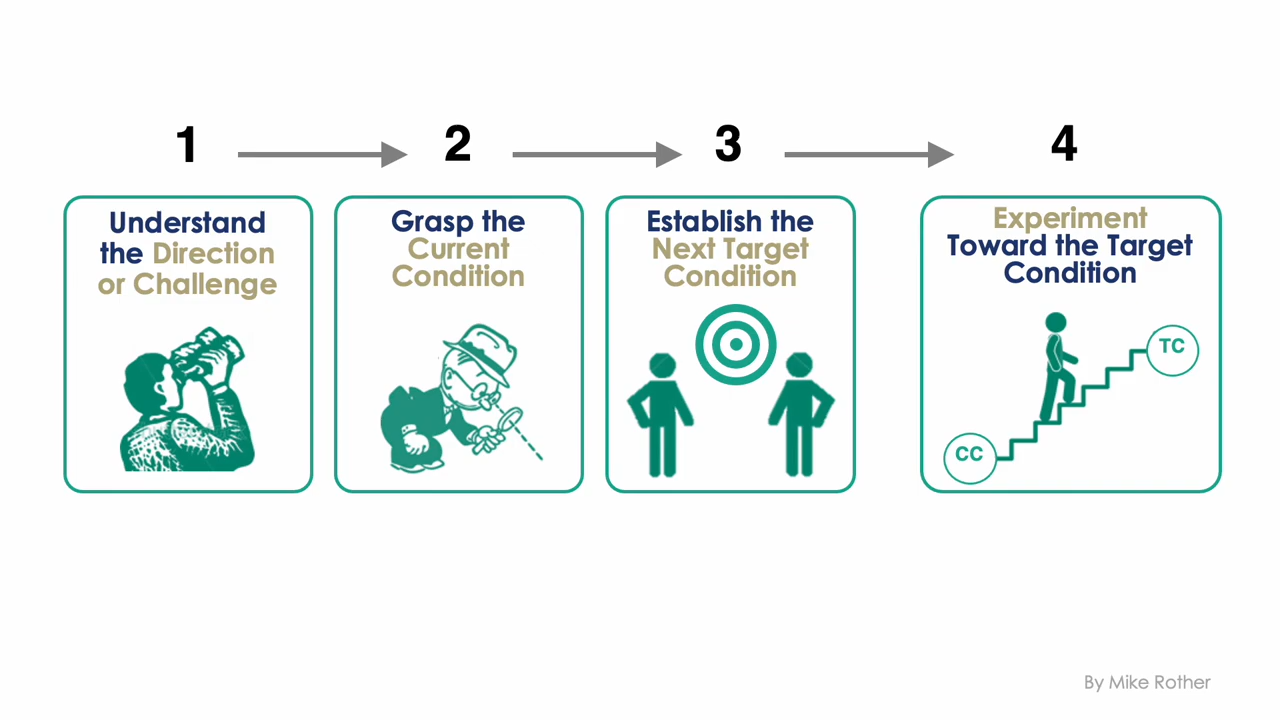 1
2
3
4
Understand
the Direction
or Challenge
Grasp the
Current
Condition
Establish the
Next Target
Condition
Experiment
Toward the Target
Condition
CC
TC
By Mike Rother